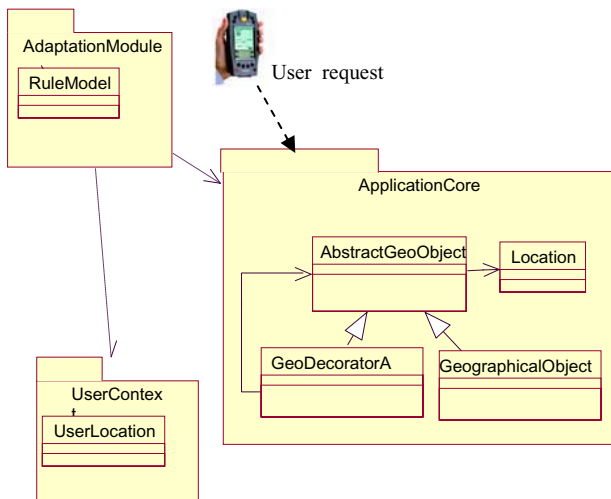 AdaptationModule
RuleModel
User request
ApplicationCore
AbstractGeoObject
Location
GeoDecoratorA
GeographicalObject
UserContex
t
UserLocation